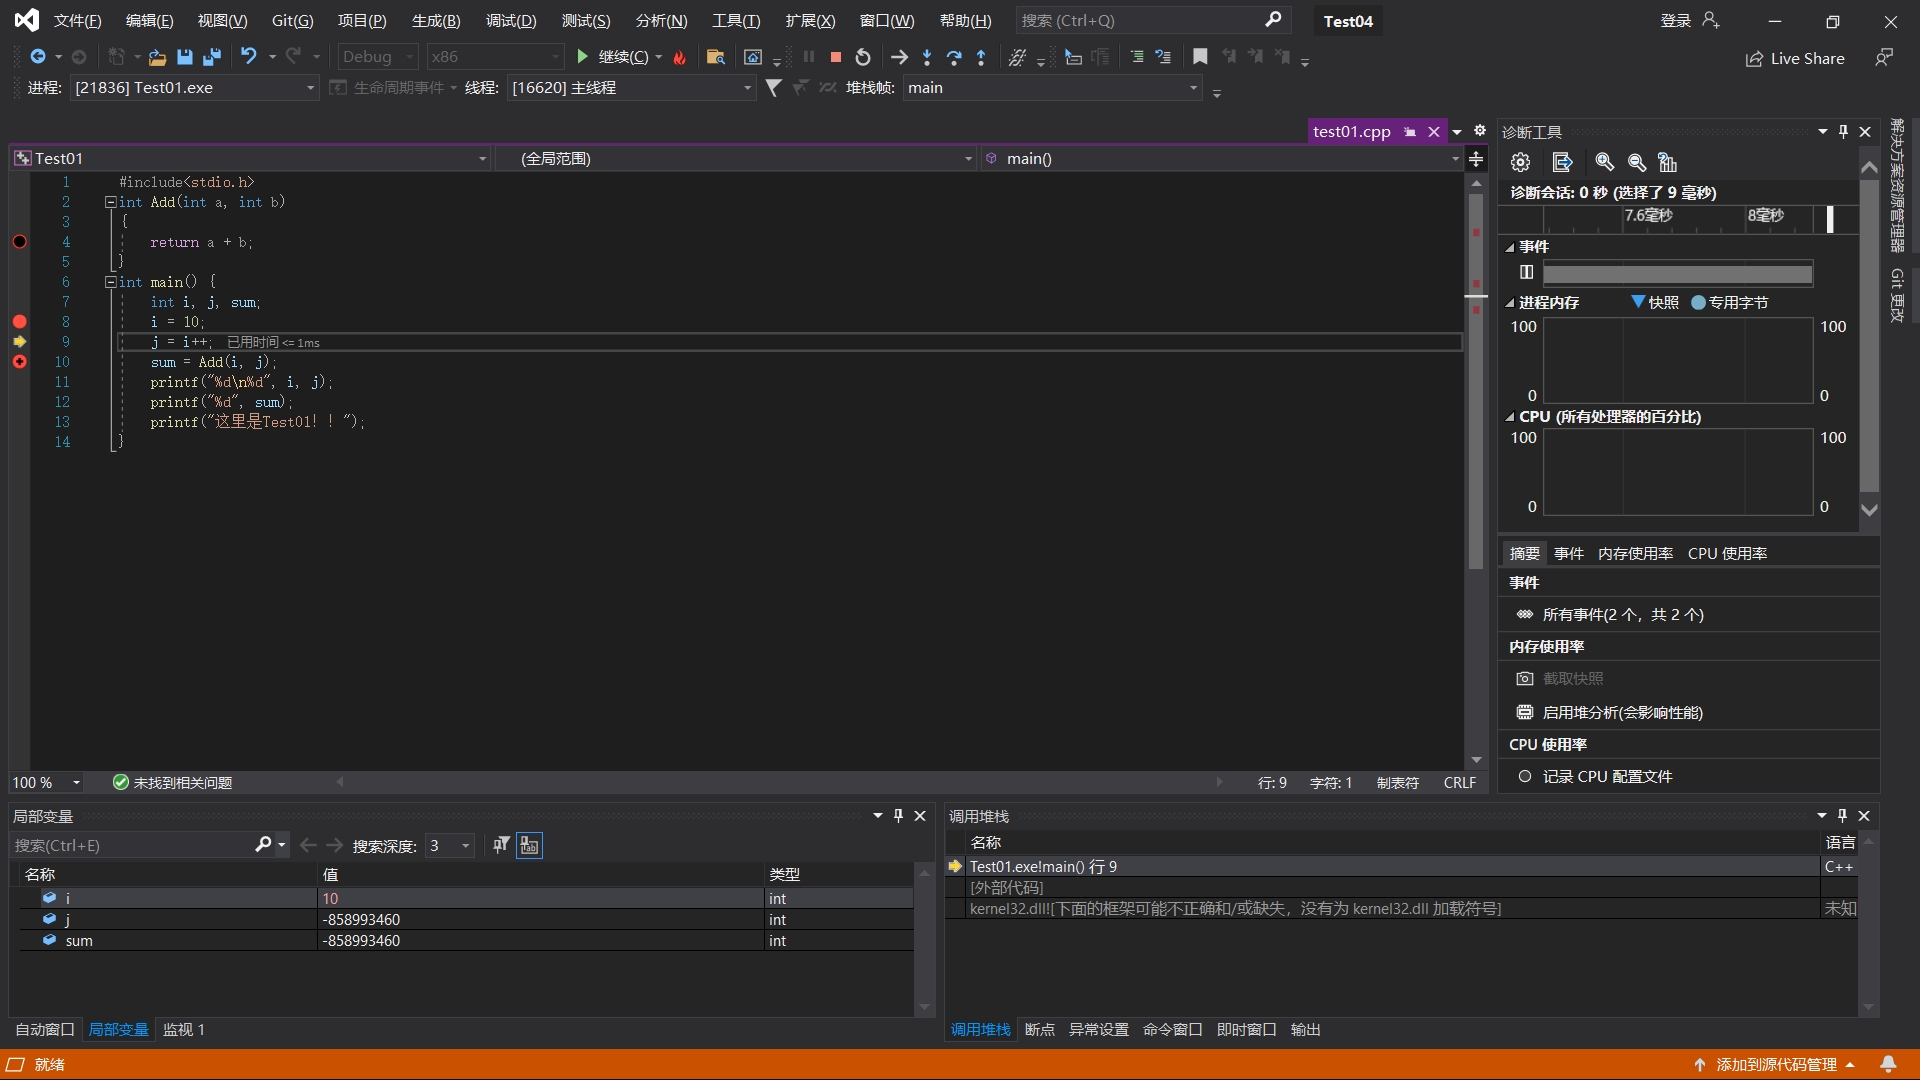 文件(F) 编辑(E) 视图(V) Git(G) 项目(P) 生成(B) 调试(D) 测试(S) 分析(N) 工具(T) 扩展(X) 窗口(W) 帮助(H) 搜索 (Ctrl+Q) Test04 登录
Debug x86 继续(C) Live Share
进程: [21836] Test01.exe 生命周期事件 线程: [16620] 主线程 堆栈帧: main
test01.cpp
Test01 (全局范围) main()
1 #include<stdio.h>
2 int Add(int a, int b)
3 {
4 return a + b;
5 }
6 int main() {
7 int i, j, sum;
8 i = 10;
9 j = i++; 已用时间 <= 1ms
10 sum = Add(i, j);
11 printf("%d\n%d", i, j);
12 printf("%d", sum);
13 printf("这里是Test01！！");
14 }
100 % 未找到相关问题 行: 9 字符: 1 制表符 CRLF
诊断工具
诊断会话: 0 秒 (选择了 9 毫秒)
7.6毫秒 8毫秒
事件
进程内存 快照 专用字节
100 100
0 0
CPU (所有处理器的百分比)
100 100
0 0
摘要 事件 内存使用率 CPU 使用率
事件
所有事件(2 个，共 2 个)
内存使用率
截取快照
启用堆分析(会影响性能)
CPU 使用率
记录 CPU 配置文件
解决方案资源管理器
Git 更改
局部变量
搜索(Ctrl+E) 搜索深度: 3
名称 值 类型
i 10 int
j -858993460 int
sum -858993460 int
自动窗口 局部变量 监视 1
调用堆栈
名称 语言
Test01.exe!main() 行 9 C++
[外部代码]
kernel32.dll![下面的框架可能不正确和/或缺失，没有为 kernel32.dll 加载符号] 未知
调用堆栈 断点 异常设置 命令窗口 即时窗口 输出
就绪 添加到源代码管理